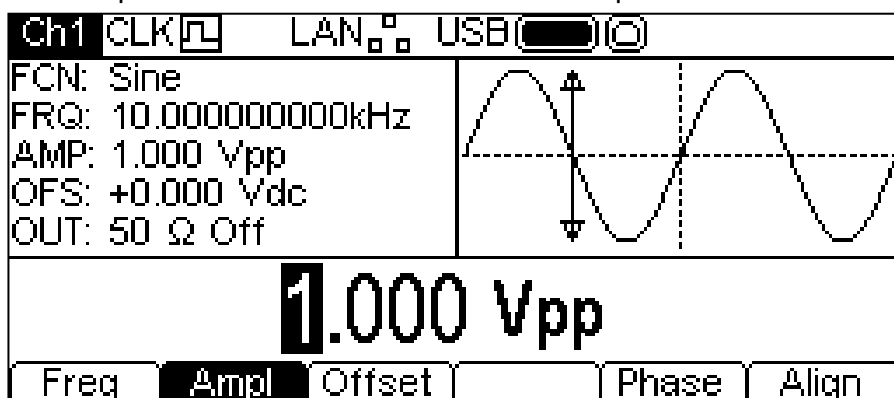 Ch1 CLK LAN USB
FCN: Sine
FRQ: 10.000000000kHz
AMP: 1.000 Vpp
OFS: +0.000 Vdc
OUT: 50 Ω Off
1.000 Vpp
Freq Ampl Offset Phase Align